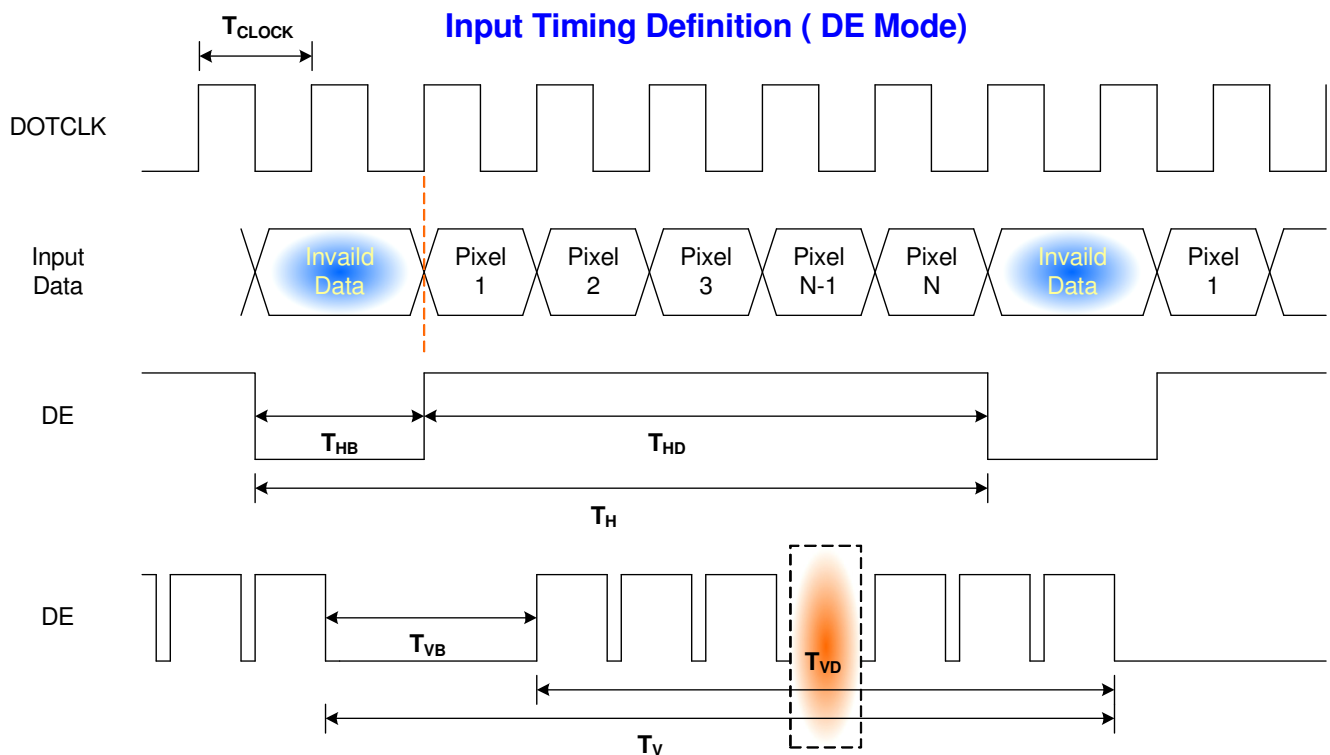 Input Timing Definition ( DE Mode)
TCLOCK
DOTCLK
Input
Data
Invaild
Data
Pixel
1
Pixel
2
Pixel
3
Pixel
N-1
Pixel
N
Invaild
Data
Pixel
1
DE
THB
THD
TH
DE
TVB
TVD
TV